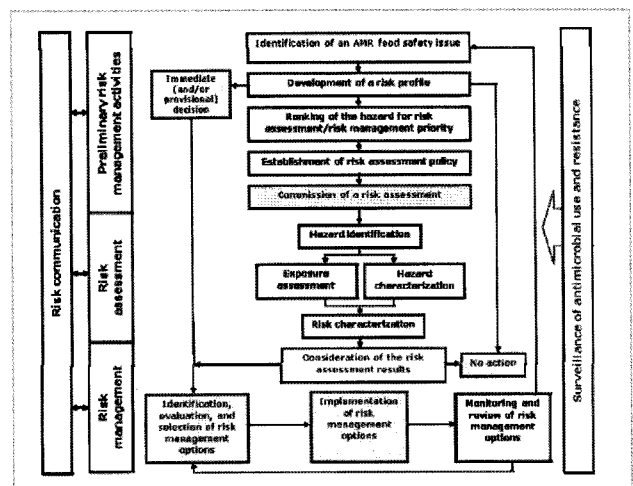 Risk communication
Preliminary risk
management activities
Risk
assessment
Risk
management
Identification of an AMR food safety issue
Immediate
(and/or
provisional)
decision
Development of a risk profile
Ranking of the hazard for risk
assessment/risk management priority
Establishment of risk assessment policy
Commission of a risk assessment
Hazard identification
Exposure
assessment
Hazard
characterization
Risk characterization
Consideration of the risk
assessment results
No action
Identification,
evaluation, and
selection of risk
management
options
Implementation
of risk
management
options
Monitoring and
review of risk
management
options
Surveillance of antimicrobial use and resistance